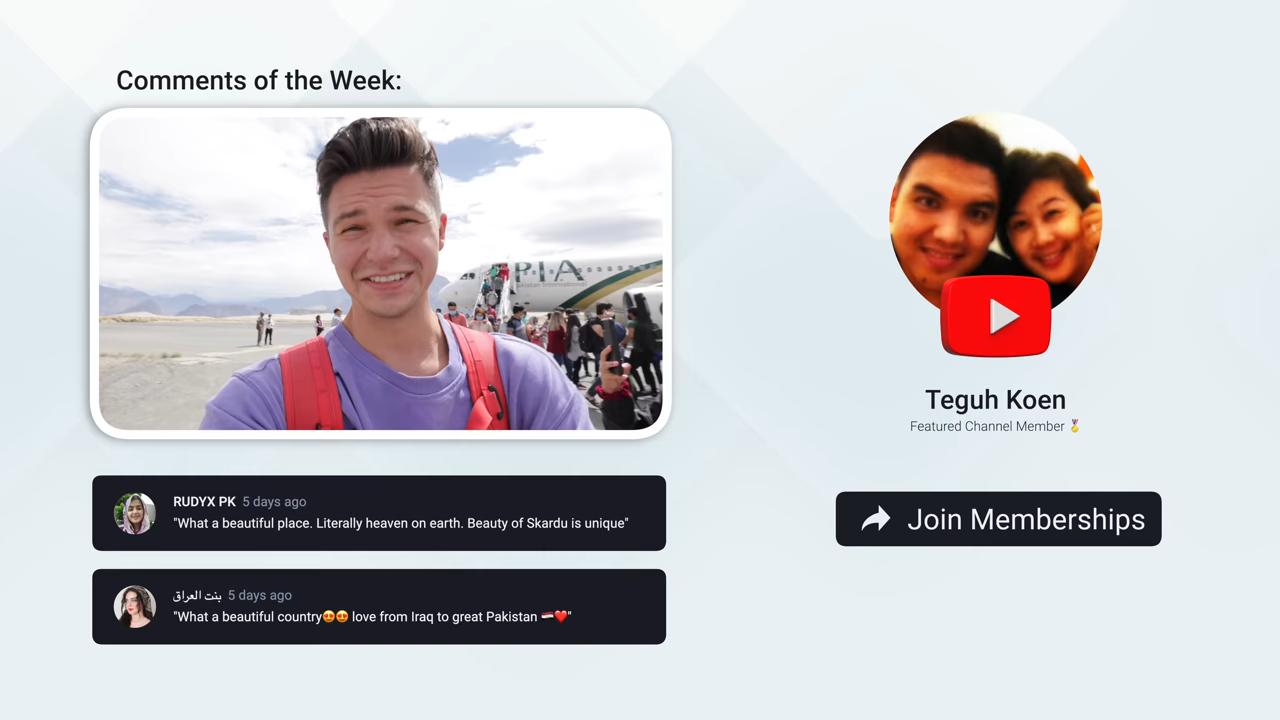 Comments of the Week:
PIA
Pakistan International
Teguh Koen
Featured Channel Member 🏅
RUDYX PK 5 days ago
"What a beautiful place. Literally heaven on earth. Beauty of Skardu is unique"
Join Memberships
بنت العراق 5 days ago
"What a beautiful country😍😍 love from Iraq to great Pakistan 🇮🇶❤️"